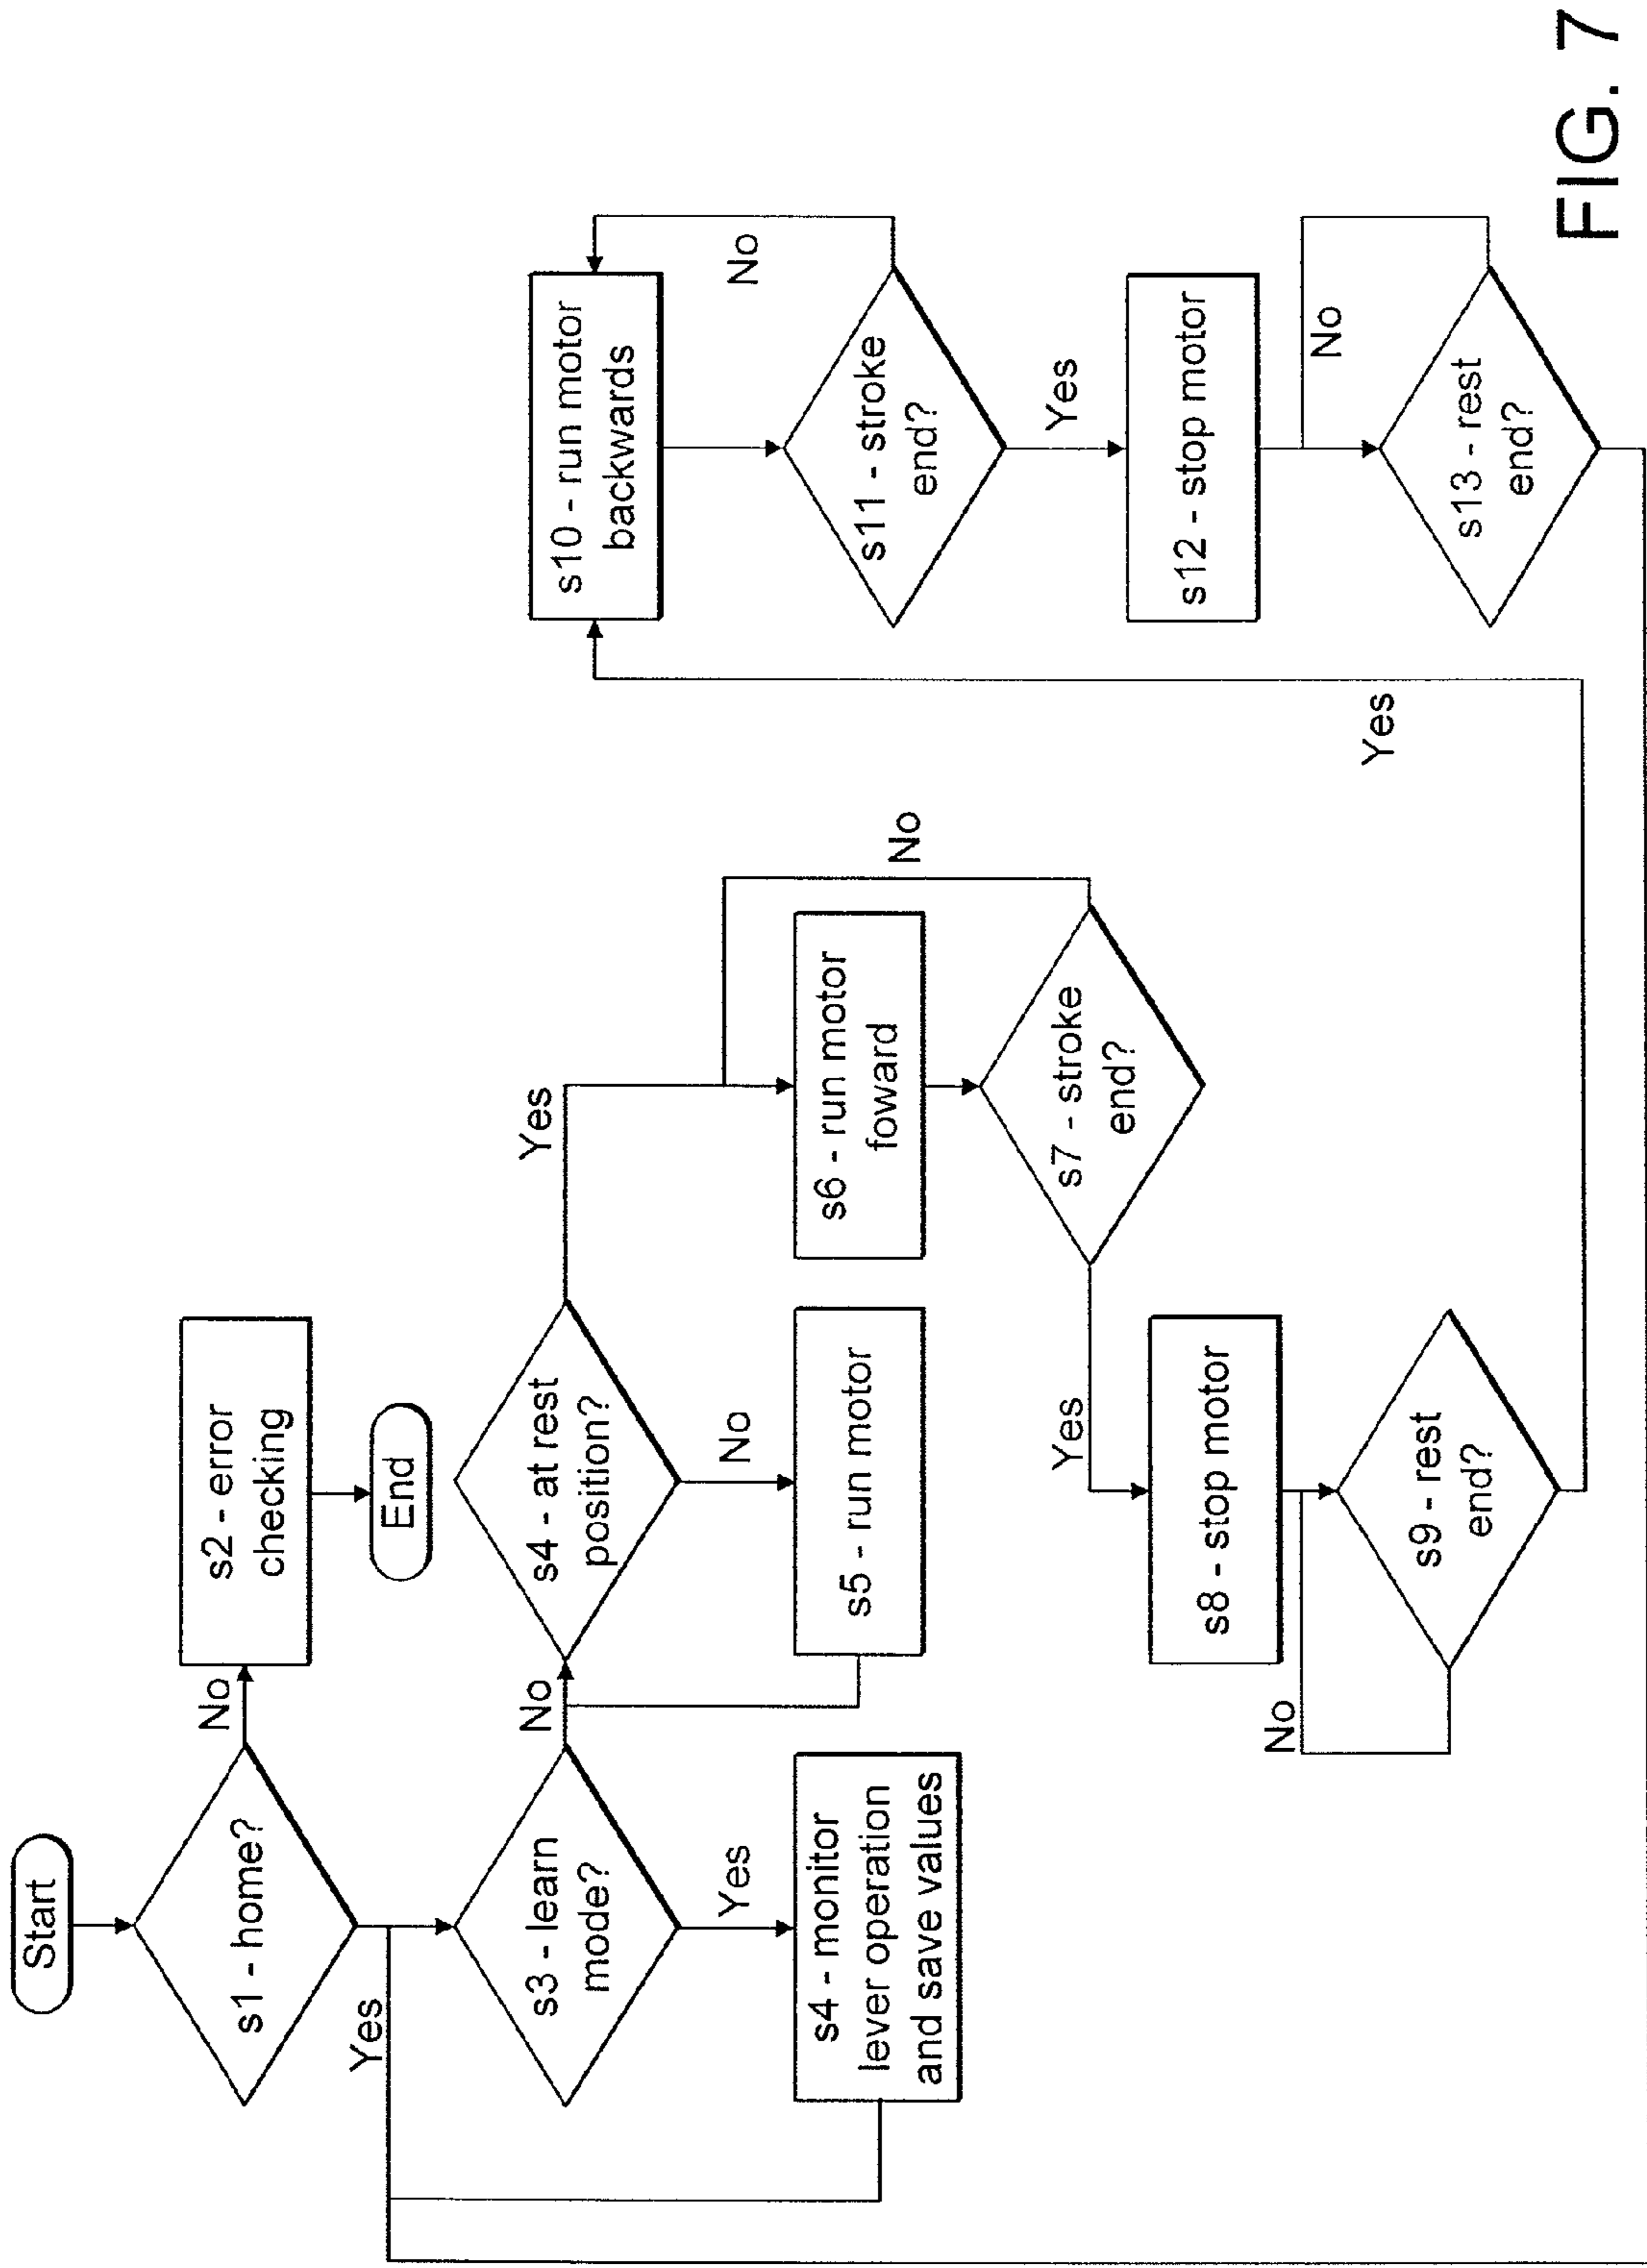 Start
s1 - home?
No
s2 - error
checking
End
Yes
s3 - learn
mode?
No
s4 - at rest
position?
Yes
Yes
s4 - monitor
lever operation
and save values
No
s5 - run motor
s6 - run motor
foward
No
s7 - stroke
end?
Yes
s8 - stop motor
No
s9 - rest
end?
Yes
s10 - run motor
backwards
No
s11 - stroke
end?
Yes
s12 - stop motor
No
s13 - rest
end?
FIG. 7